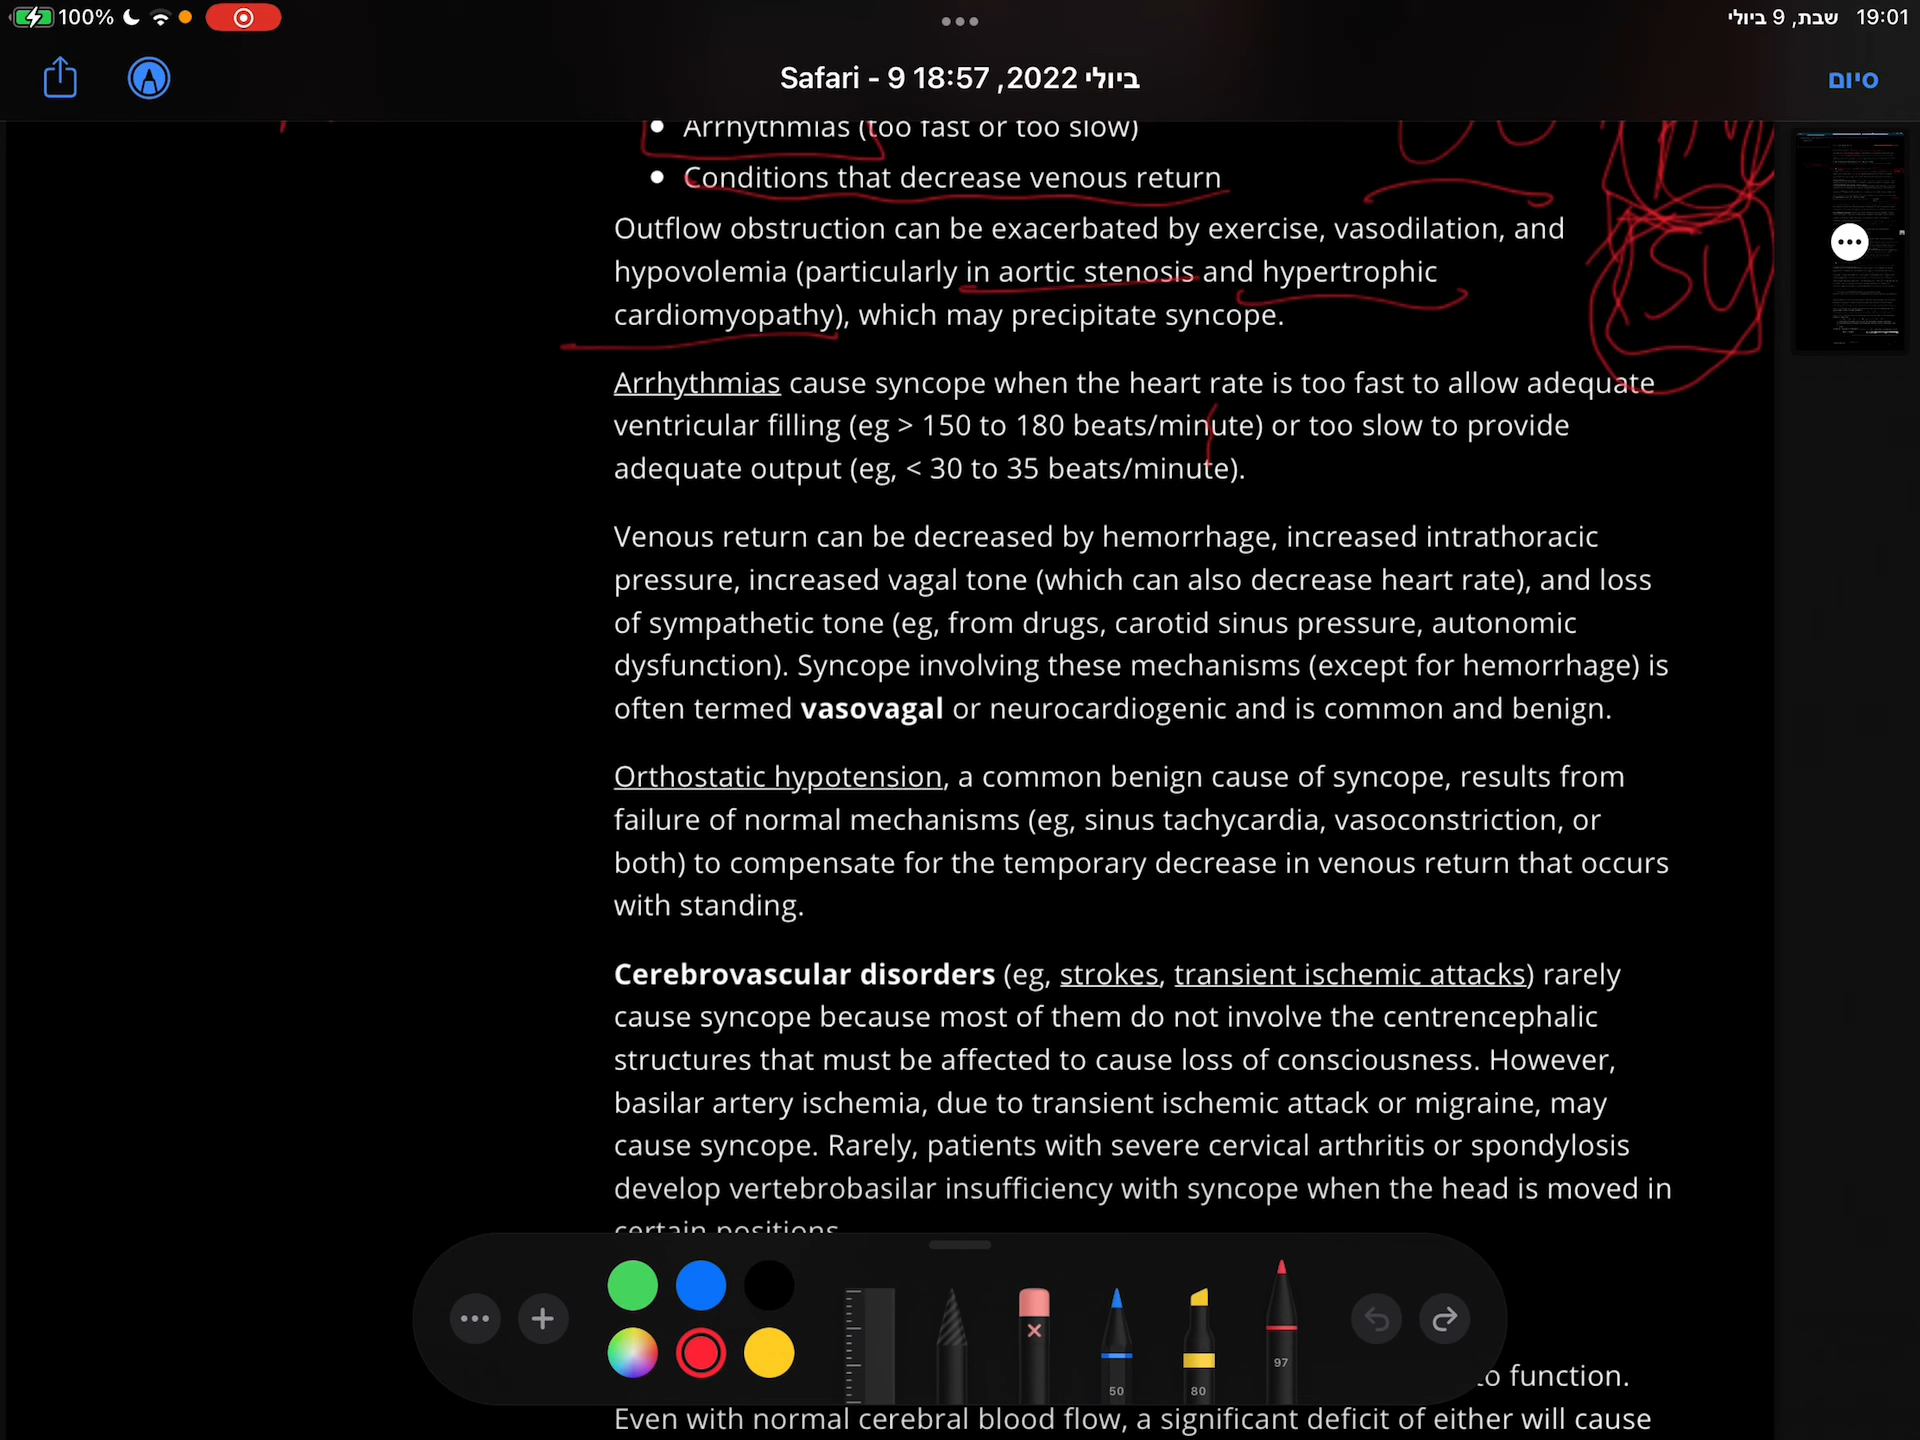 100%
שבת, 9 ביולי 19:01
Safari - 9 ביולי 2022, 18:57
סיום
Arrhythmias (too fast or too slow)
Conditions that decrease venous return
Outflow obstruction can be exacerbated by exercise, vasodilation, and
hypovolemia (particularly in aortic stenosis and hypertrophic
cardiomyopathy), which may precipitate syncope.
SV
Arrhythmias cause syncope when the heart rate is too fast to allow adequate
ventricular filling (eg > 150 to 180 beats/minute) or too slow to provide
adequate output (eg, < 30 to 35 beats/minute).
Venous return can be decreased by hemorrhage, increased intrathoracic
pressure, increased vagal tone (which can also decrease heart rate), and loss
of sympathetic tone (eg, from drugs, carotid sinus pressure, autonomic
dysfunction). Syncope involving these mechanisms (except for hemorrhage) is
often termed vasovagal or neurocardiogenic and is common and benign.
Orthostatic hypotension, a common benign cause of syncope, results from
failure of normal mechanisms (eg, sinus tachycardia, vasoconstriction, or
both) to compensate for the temporary decrease in venous return that occurs
with standing.
Cerebrovascular disorders (eg, strokes, transient ischemic attacks) rarely
cause syncope because most of them do not involve the centrencephalic
structures that must be affected to cause loss of consciousness. However,
basilar artery ischemia, due to transient ischemic attack or migraine, may
cause syncope. Rarely, patients with severe cervical arthritis or spondylosis
develop vertebrobasilar insufficiency with syncope when the head is moved in
certain positions.
50
80
97
to function.
Even with normal cerebral blood flow, a significant deficit of either will cause